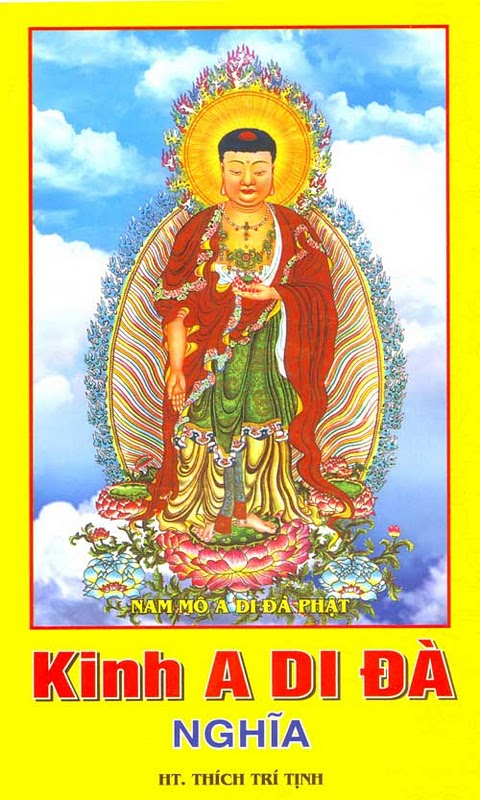 NAM MÔ A DI ĐÀ PHẬT
Kinh A DI ĐÀ
NGHĨA
HT. THÍCH TRÍ TỊNH